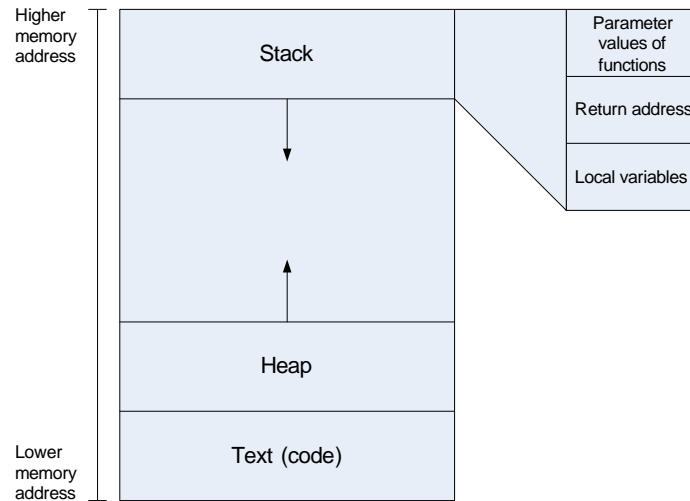 Higher
memory
address
Stack
Parameter
values of
functions
Return address
Local variables
Heap
Text (code)
Lower
memory
address